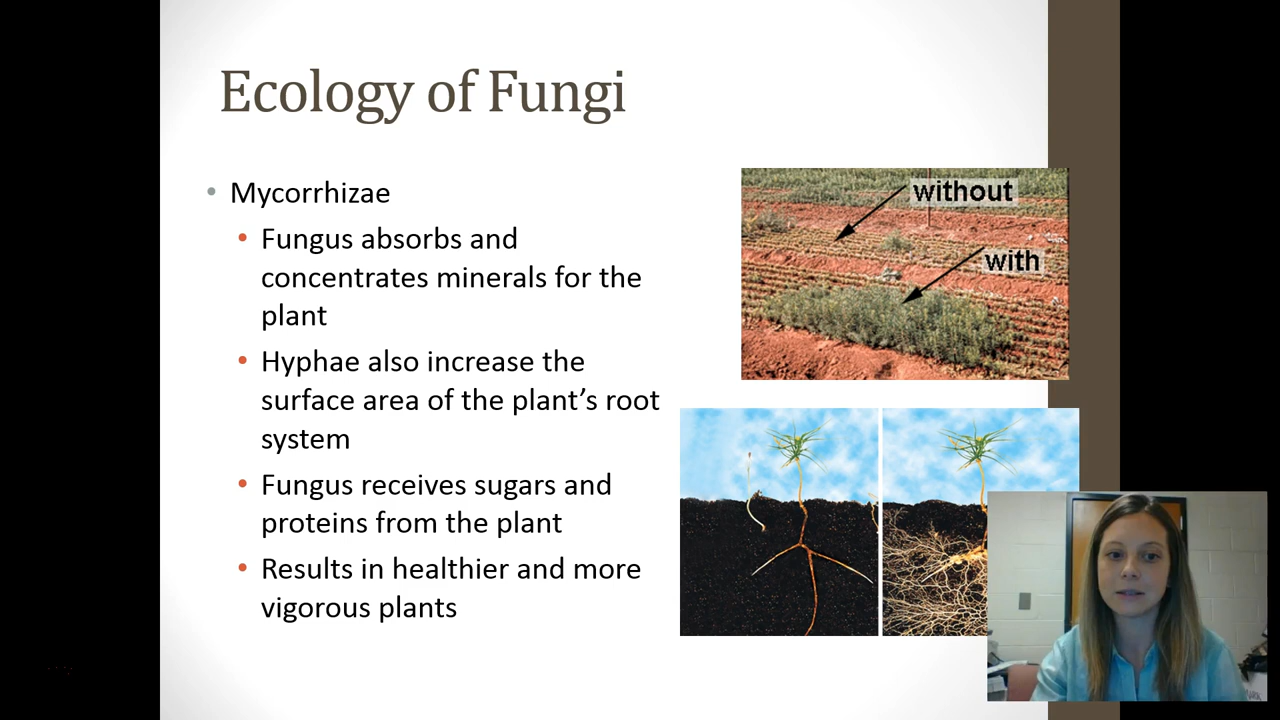 Ecology of Fungi
• Mycorrhizae
• Fungus absorbs and
concentrates minerals for the
plant
• Hyphae also increase the
surface area of the plant’s root
system
• Fungus receives sugars and
proteins from the plant
• Results in healthier and more
vigorous plants
without
with